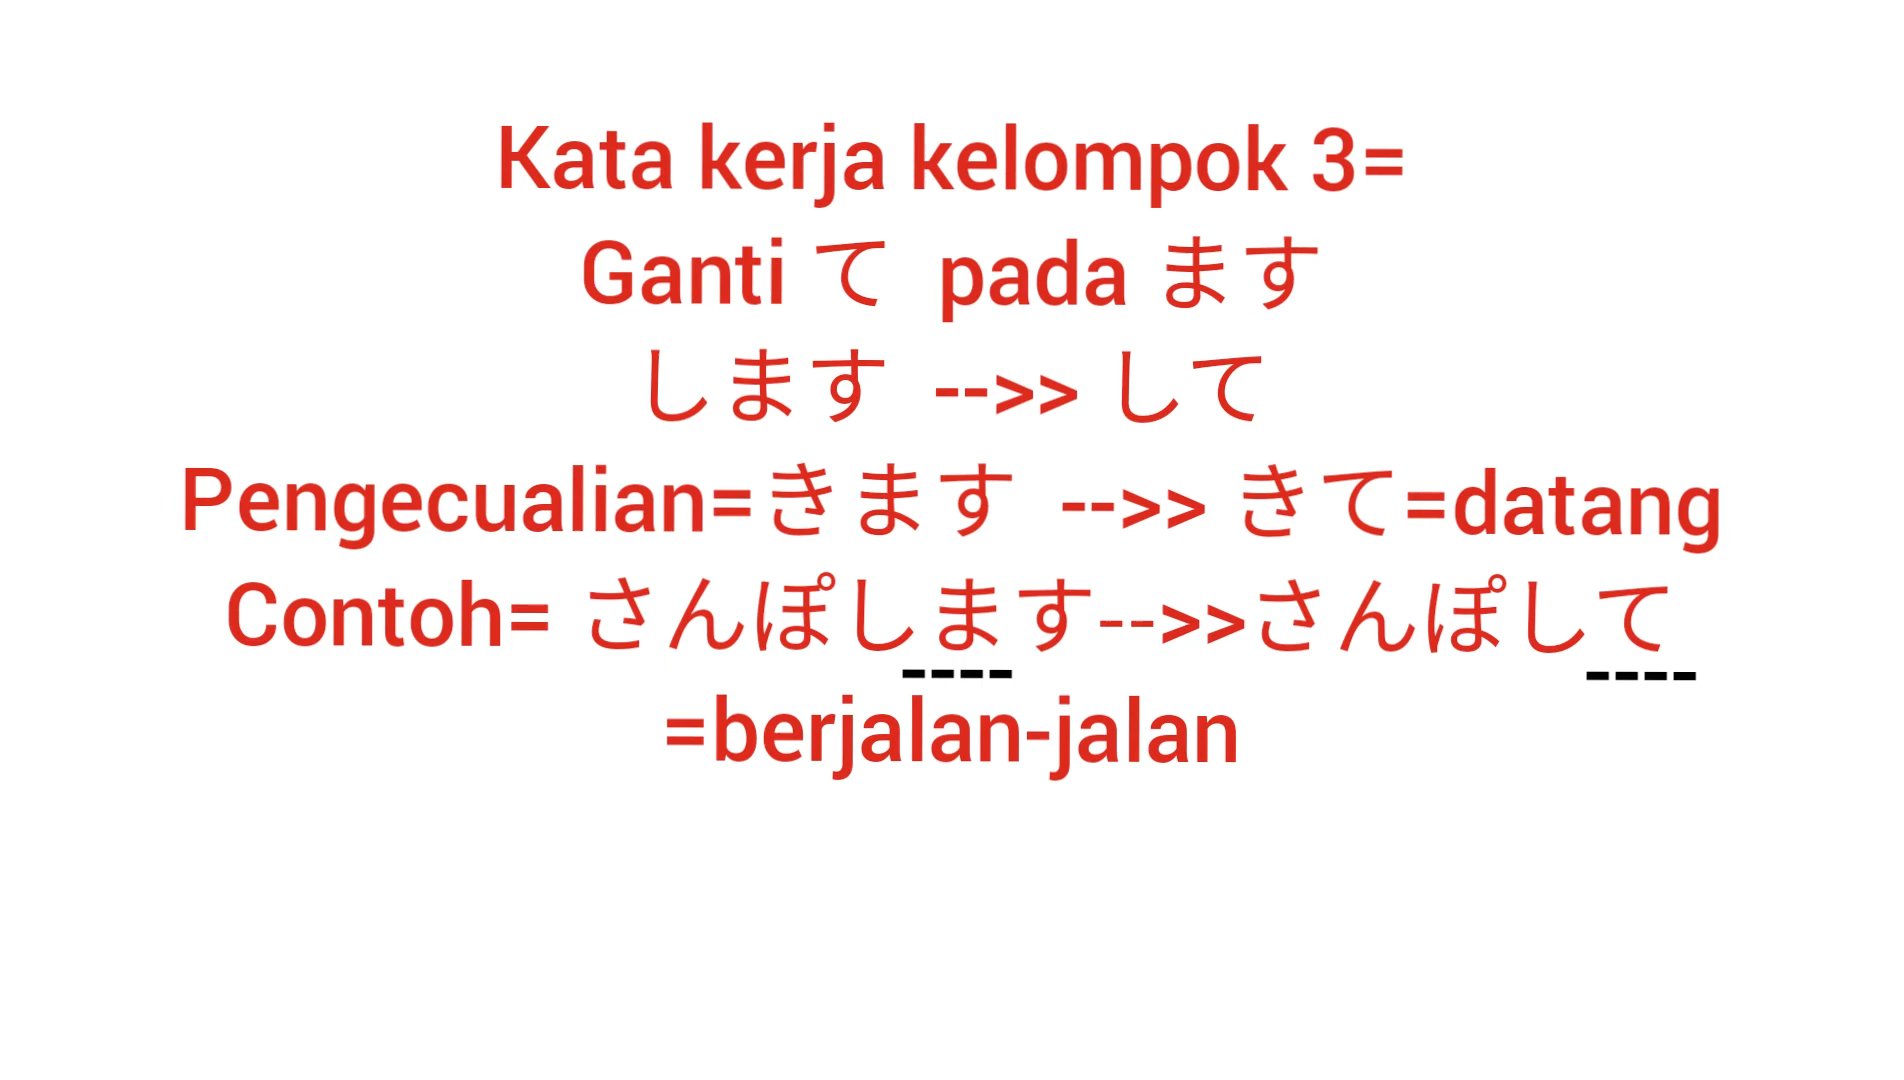 Kata kerja kelompok 3=
Ganti て pada ます
します -->> して
Pengecualian=きます -->> きて=datang
Contoh= さんぽします-->>さんぽして
----    ----
=berjalan-jalan